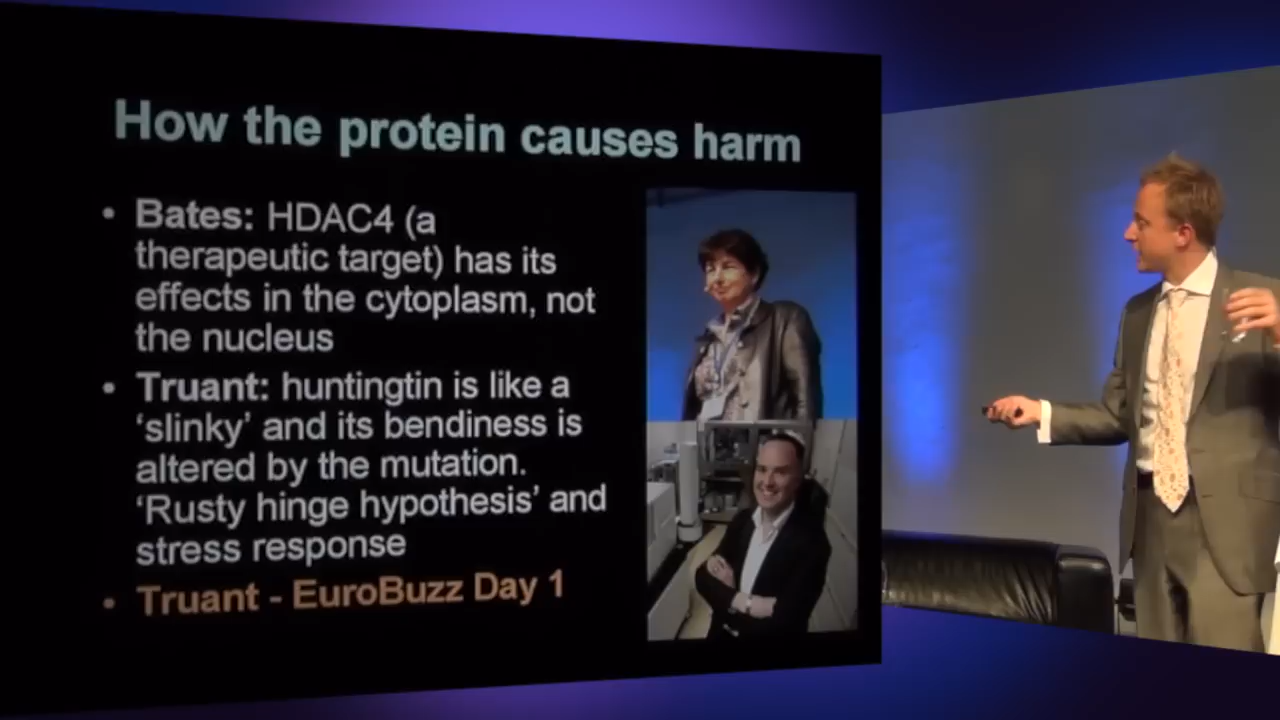 How the protein causes harm
• Bates: HDAC4 (a
therapeutic target) has its
effects in the cytoplasm, not
the nucleus
• Truant: huntingtin is like a
‘slinky’ and its bendiness is
altered by the mutation.
‘Rusty hinge hypothesis’ and
stress response
• Truant - EuroBuzz Day 1